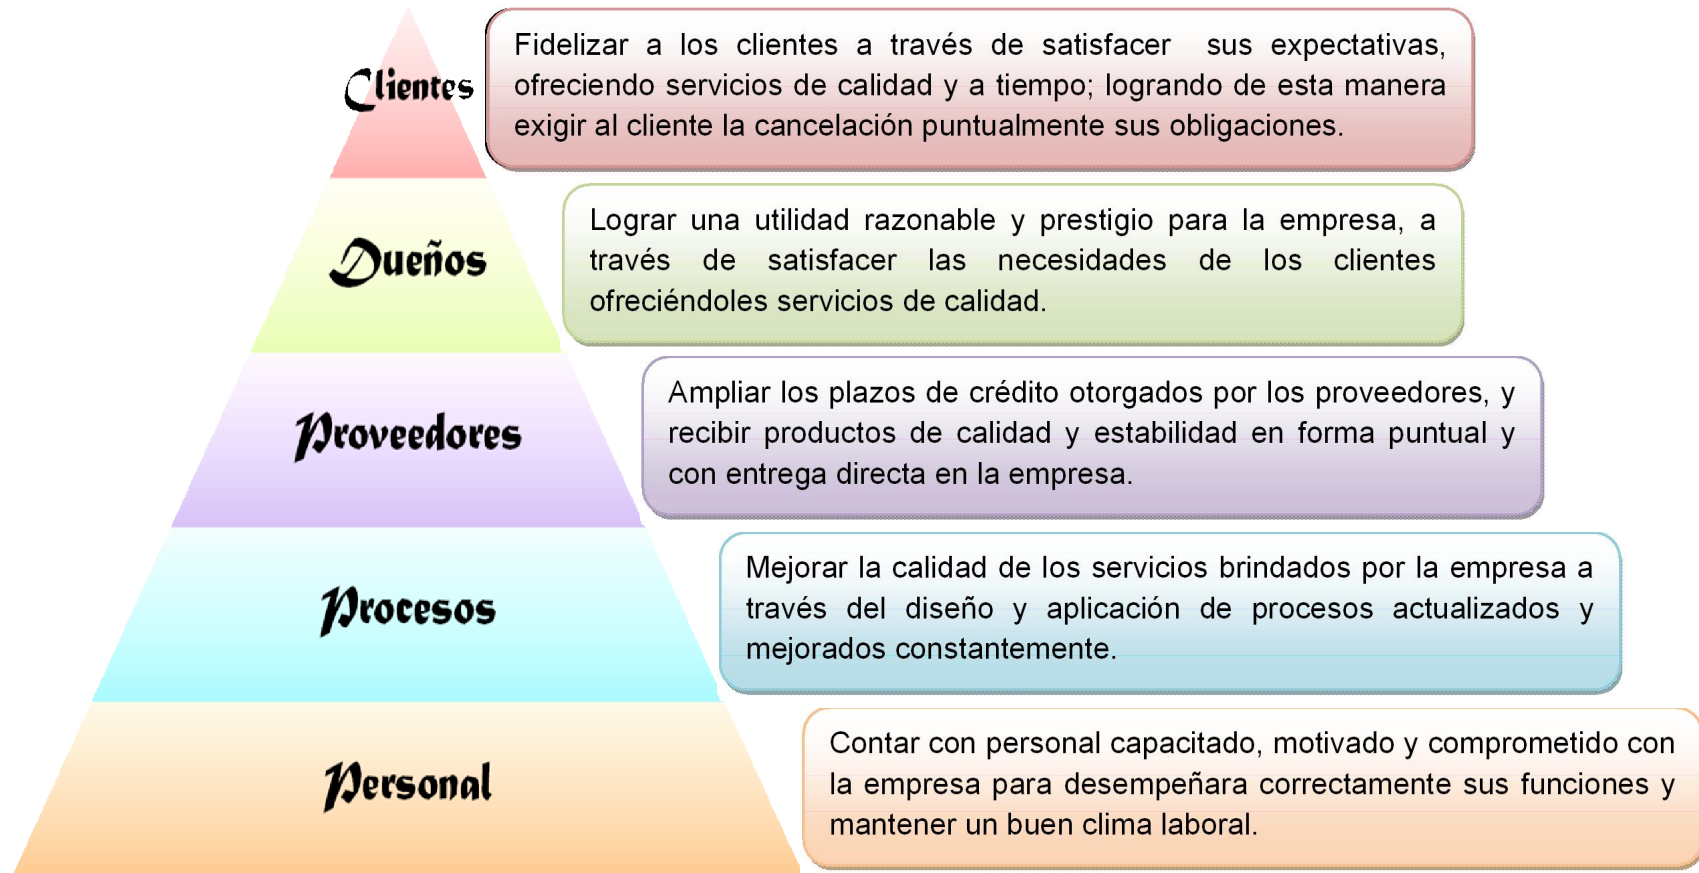 Clientes
Fidelizar a los clientes a través de satisfacer sus expectativas,
ofreciendo servicios de calidad y a tiempo; logrando de esta manera
exigir al cliente la cancelación puntualmente sus obligaciones.
Dueños
Lograr una utilidad razonable y prestigio para la empresa, a
través de satisfacer las necesidades de los clientes
ofreciéndoles servicios de calidad.
Proveedores
Ampliar los plazos de crédito otorgados por los proveedores, y
recibir productos de calidad y estabilidad en forma puntual y
con entrega directa en la empresa.
Procesos
Mejorar la calidad de los servicios brindados por la empresa a
través del diseño y aplicación de procesos actualizados y
mejorados constantemente.
Personal
Contar con personal capacitado, motivado y comprometido con
la empresa para desempeñara correctamente sus funciones y
mantener un buen clima laboral.